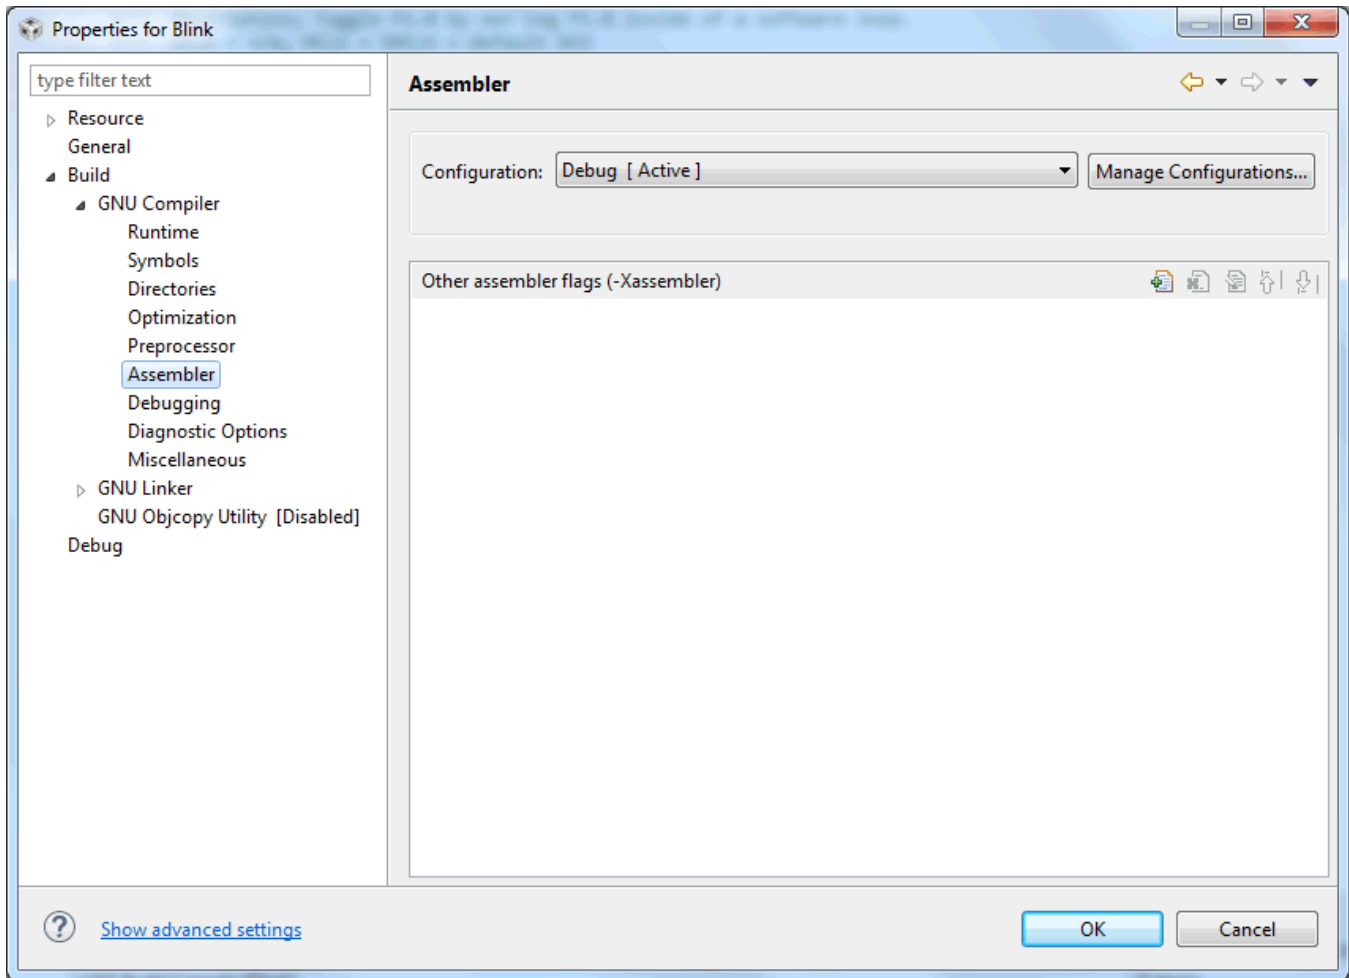 Properties for Blink
type filter text
Resource
General
Build
GNU Compiler
Runtime
Symbols
Directories
Optimization
Preprocessor
Assembler
Debugging
Diagnostic Options
Miscellaneous
GNU Linker
GNU Objcopy Utility [Disabled]
Debug
Assembler
Configuration: Debug [ Active ] Manage Configurations...
Other assembler flags (-Xassembler)
Show advanced settings
OK Cancel